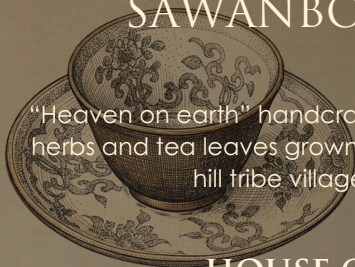 SAWANBO
“Heaven on earth” handcra
herbs and tea leaves grown
hill tribe village
HOUSE